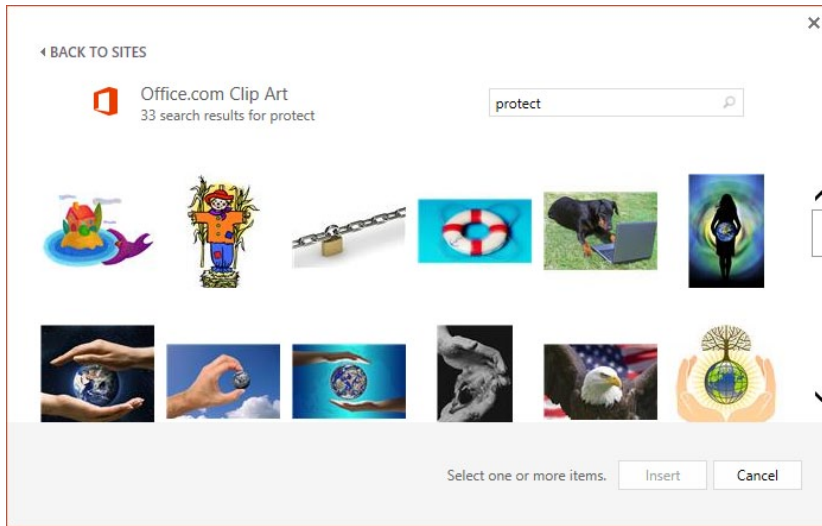 BACK TO SITES
Office.com Clip Art
33 search results for protect
protect
Select one or more items.
Insert
Cancel